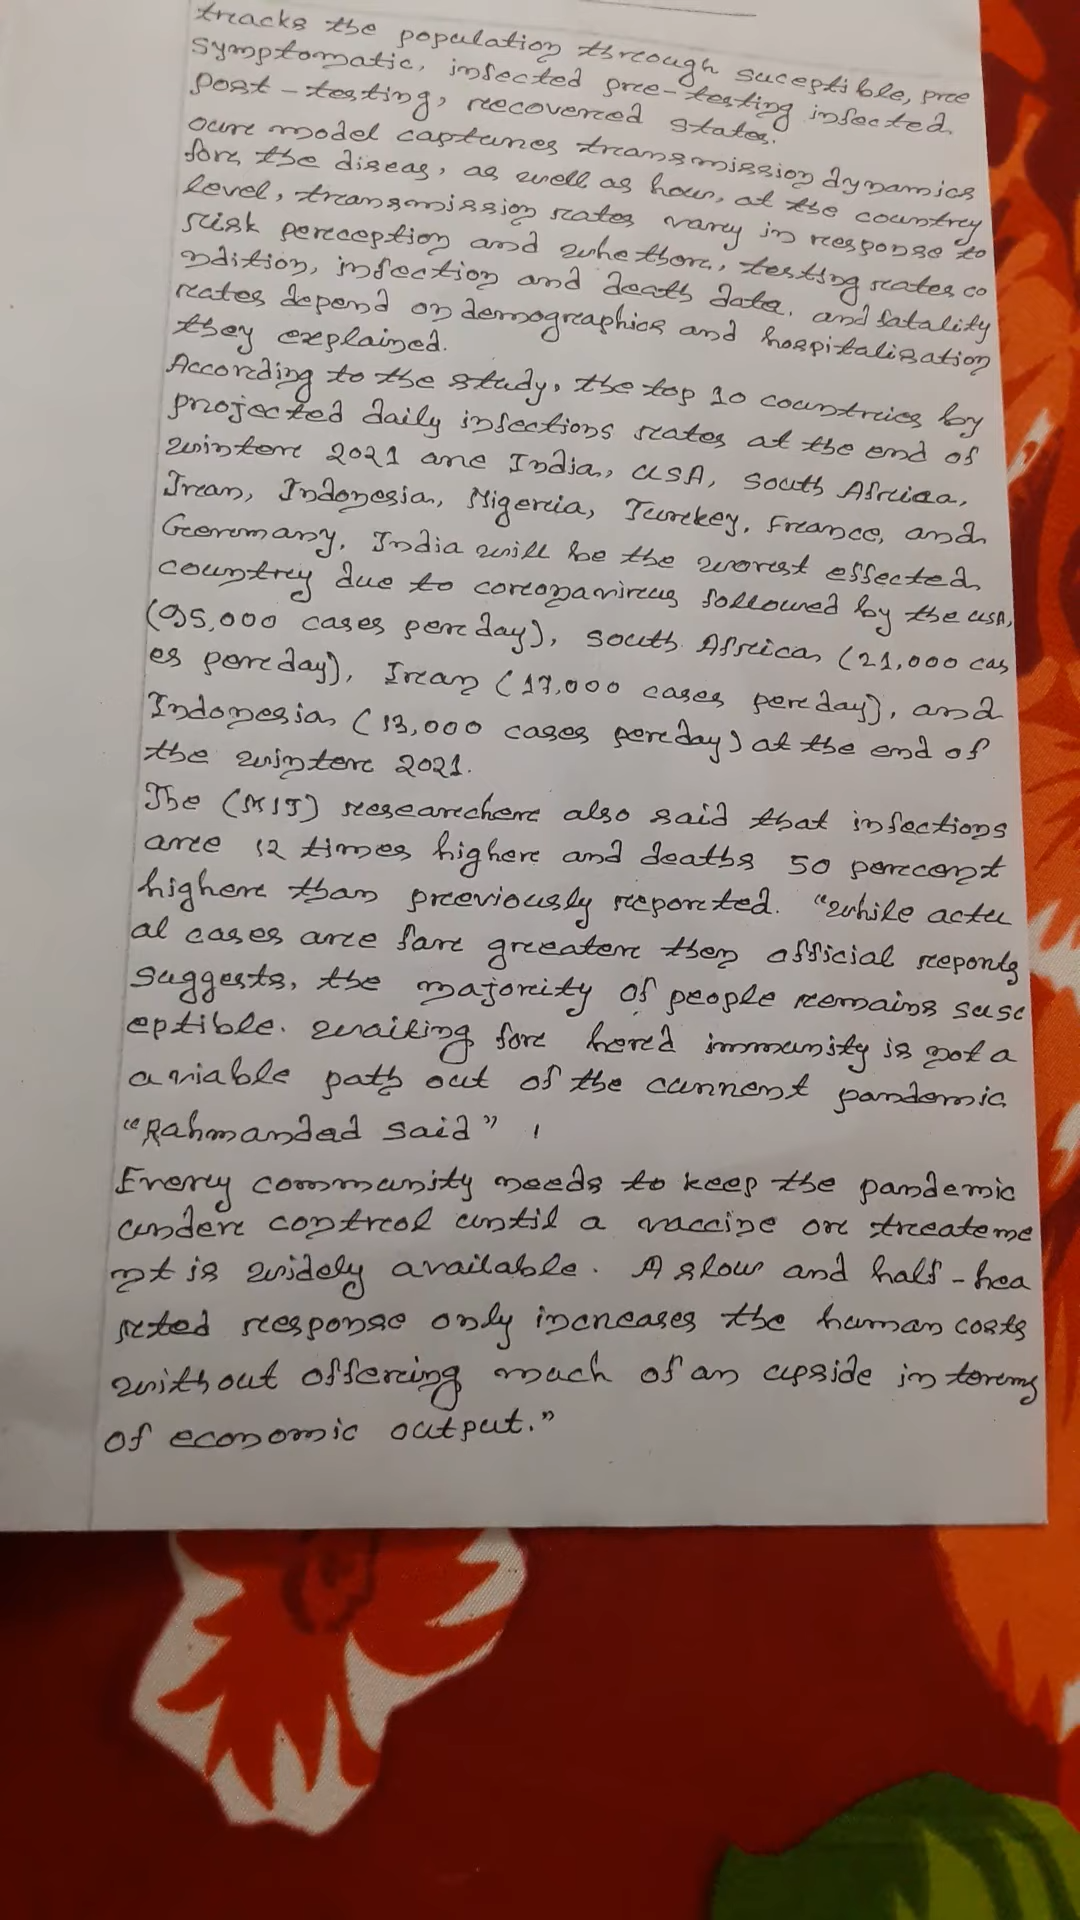 tracks the population through suceptible, pre
symptomatic, infected pre-testing infected,
post-testing, recovered states.
our model captures transmission dynamics
for, the diseas, as well as how, at the country
level, transmission rates vary in response to
risk perception and whether, testing rates co
ndition, infection and death data. and fatality
rates depend on demographics and hospitalisation
they explained.
According to the study, the top 10 countries by
projected daily infections rates at the end of
winter 2021 are India, USA, South Africa,
Iran, Indonesia, Nigeria, Turkey, France, and
Germany. India will be the worst effected
country due to coronavirus followed by the USA,
(95,000 cases per day), South Africa (21,000 cas
es per day), Iran (17,000 cases per day), and
Indonesia (13,000 cases per day) at the end of
the winter 2021.
The (MIT) researcher also said that infections
are 12 times higher and deaths 50 percent
higher than previously reported. "while actu
al cases are far greater then official reports
suggests, the majority of people remains susc
eptible. waiting for herd immunity is not a
a viable path out of the current pandemic
"Rahmandad said" ,
Every community needs to keep the pandemic
under control until a vaccine or treateme
nt is widely available. A slow and half-hea
rted response only increases the human costs
without offering much of an upside in terms
of economic output."